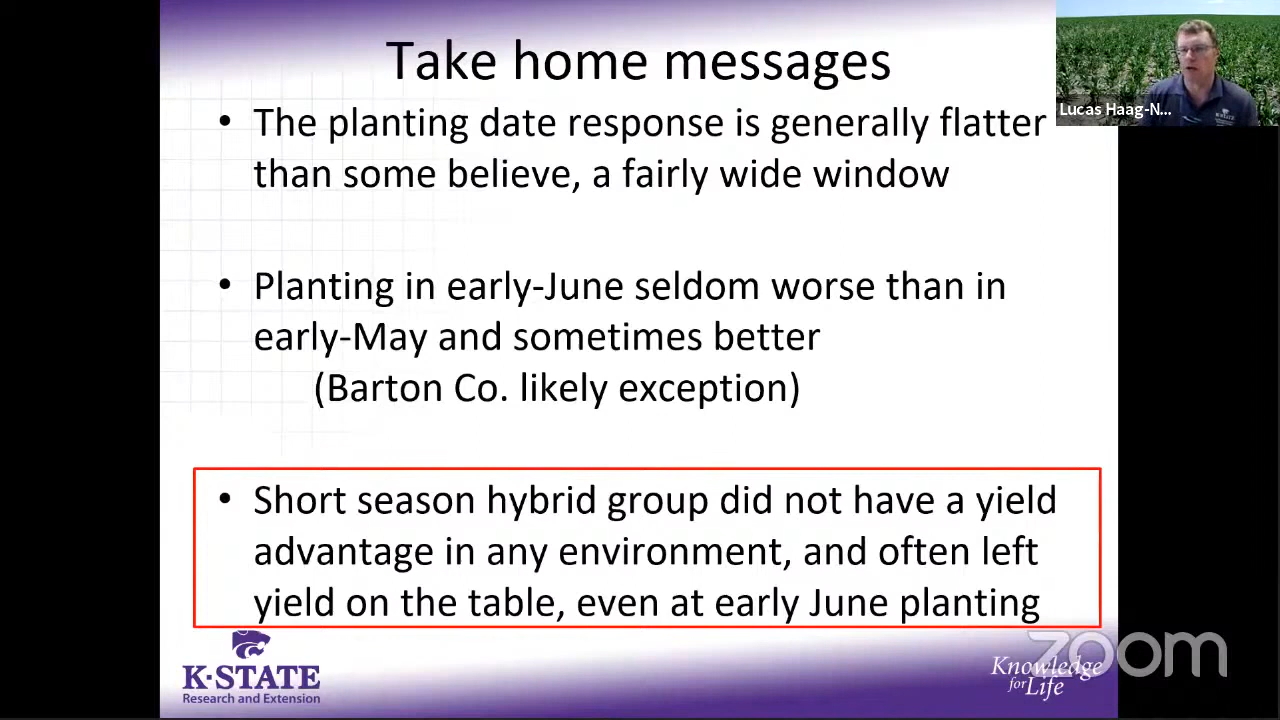 Take home messages
• The planting date response is generally flatter
than some believe, a fairly wide window
• Planting in early-June seldom worse than in
early-May and sometimes better
(Barton Co. likely exception)
• Short season hybrid group did not have a yield
advantage in any environment, and often left
yield on the table, even at early June planting
Lucas Haag-N...
K-STATE
Research and Extension
Knowledge
for Life
zoom